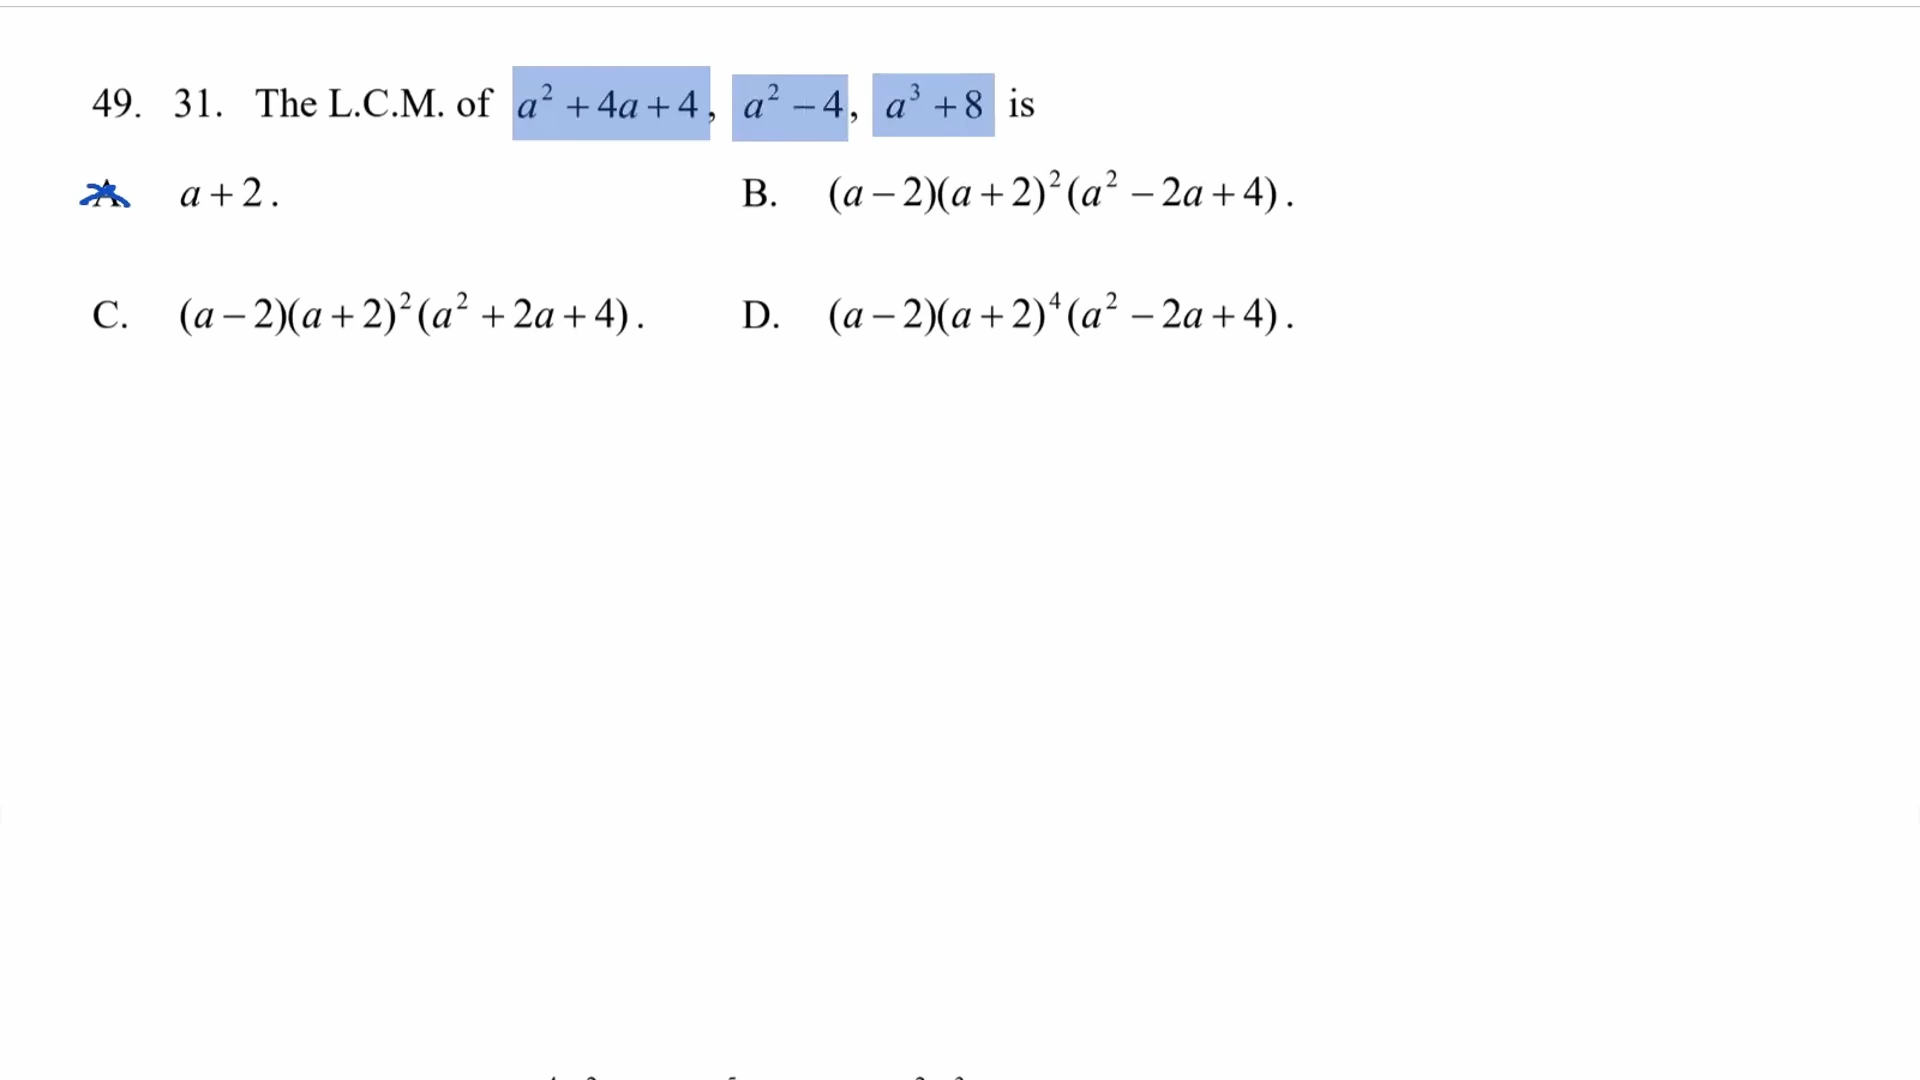 49. 31. The L.C.M. of a² + 4a + 4, a² − 4, a³ + 8 is
A. a + 2. B. (a − 2)(a + 2)²(a² − 2a + 4).
C. (a − 2)(a + 2)²(a² + 2a + 4). D. (a − 2)(a + 2)⁴(a² − 2a + 4).